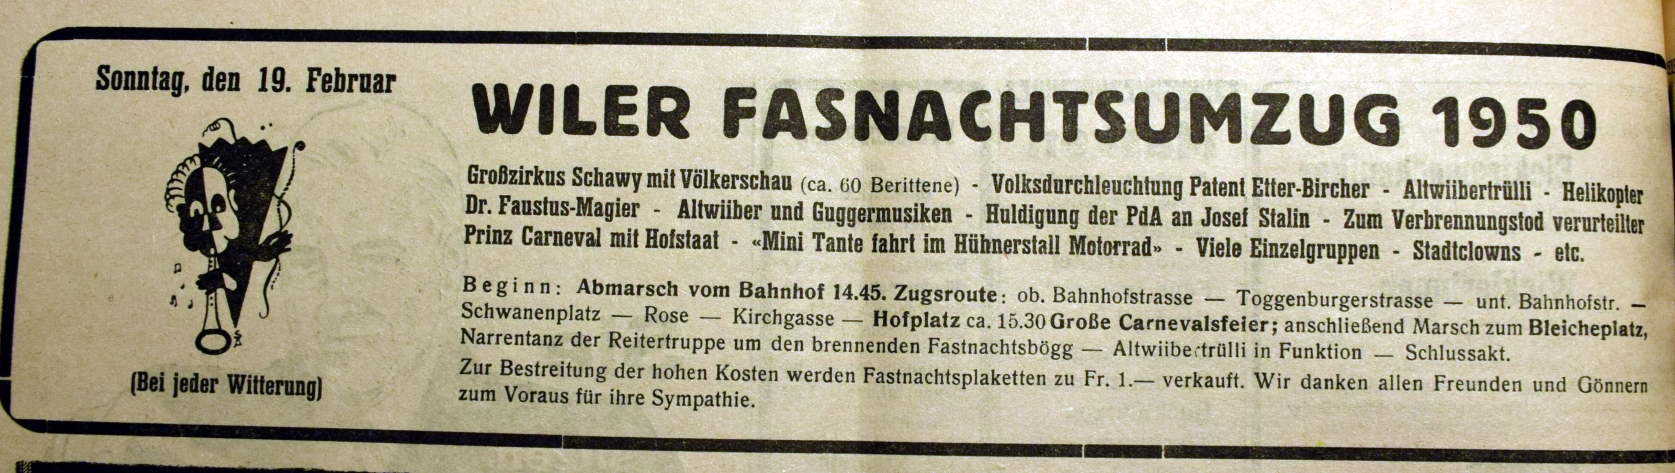 Sonntag, den 19. Februar
(Bei jeder Witterung)
WILER FASNACHTSUMZUG 1950
Großzirkus Schawy mit Völkerschau (ca. 60 Berittene) - Volksdurchleuchtung Patent Etter-Bircher - Altwiibertrülli - Helikopter
Dr. Faustus-Magier - Altwiiber und Guggermusiken - Huldigung der PdA an Josef Stalin - Zum Verbrennungstod verurteilter
Prinz Carneval mit Hofstaat - «Mini Tante fahrt im Hühnerstall Motorrad» - Viele Einzelgruppen - Stadtclowns - etc.
Beginn: Abmarsch vom Bahnhof 14.45. Zugsroute: ob. Bahnhofstrasse — Toggenburgerstrasse — unt. Bahnhofstr. —
Schwanenplatz — Rose — Kirchgasse — Hofplatz ca. 15.30 Große Carnevalsfeier; anschließend Marsch zum Bleicheplatz,
Narrentanz der Reitertruppe um den brennenden Fastnachtsbögg — Altwiibertrülli in Funktion — Schlussakt.
Zur Bestreitung der hohen Kosten werden Fastnachtsplaketten zu Fr. 1.— verkauft. Wir danken allen Freunden und Gönnern
zum Voraus für ihre Sympathie.